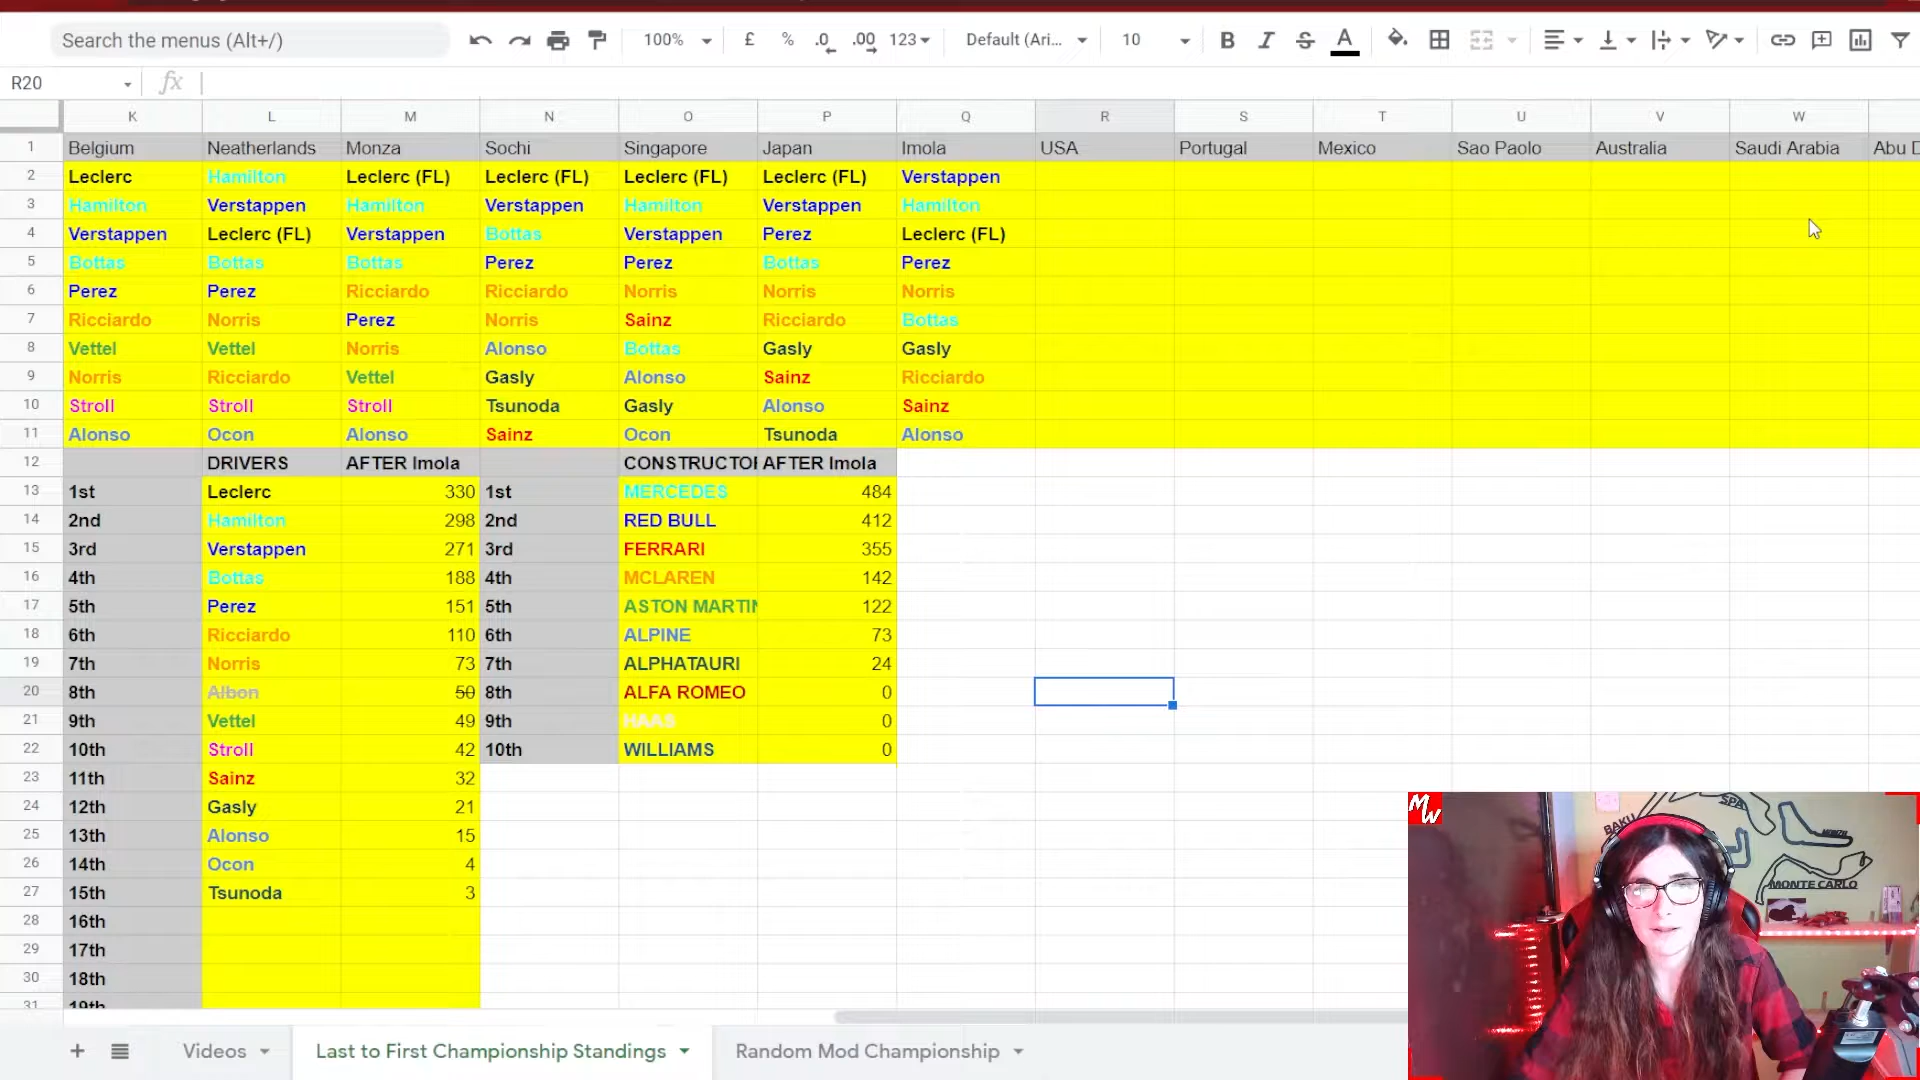 Search the menus (Alt+/) 100% £ % .0 .00 123 Default (Ari... 10 B I S A
R20 fx
K L M N O P Q R S T U V W
1 Belgium Neatherlands Monza Sochi Singapore Japan Imola USA Portugal Mexico Sao Paolo Australia Saudi Arabia Abu D
2 Leclerc Hamilton Leclerc (FL) Leclerc (FL) Leclerc (FL) Leclerc (FL) Verstappen
3 Hamilton Verstappen Hamilton Verstappen Hamilton Verstappen Hamilton
4 Verstappen Leclerc (FL) Verstappen Bottas Verstappen Perez Leclerc (FL)
5 Bottas Bottas Bottas Perez Perez Bottas Perez
6 Perez Perez Ricciardo Ricciardo Norris Norris Norris
7 Ricciardo Norris Perez Norris Sainz Ricciardo Bottas
8 Vettel Vettel Norris Alonso Bottas Gasly Gasly
9 Norris Ricciardo Vettel Gasly Alonso Sainz Ricciardo
10 Stroll Stroll Stroll Tsunoda Gasly Alonso Sainz
11 Alonso Ocon Alonso Sainz Ocon Tsunoda Alonso
12 DRIVERS AFTER Imola CONSTRUCTOR AFTER Imola
13 1st Leclerc 330 1st MERCEDES 484
14 2nd Hamilton 298 2nd RED BULL 412
15 3rd Verstappen 271 3rd FERRARI 355
16 4th Bottas 188 4th MCLAREN 142
17 5th Perez 151 5th ASTON MARTIN 122
18 6th Ricciardo 110 6th ALPINE 73
19 7th Norris 73 7th ALPHATAURI 24
20 8th Albon 50 8th ALFA ROMEO 0
21 9th Vettel 49 9th HAAS 0
22 10th Stroll 42 10th WILLIAMS 0
23 11th Sainz 32
24 12th Gasly 21
25 13th Alonso 15
26 14th Ocon 4
27 15th Tsunoda 3
28 16th
29 17th
30 18th
31 19th
MW
SPA
BAKU
MONTE CARLO
+ Videos Last to First Championship Standings Random Mod Championship